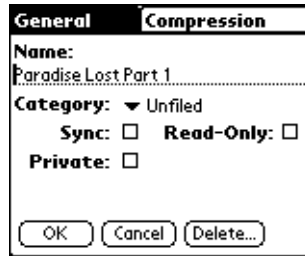 General Compression
Name:
Paradise Lost Part 1
Category: Unfiled
Sync: Read-Only:
Private:
OK Cancel Delete...